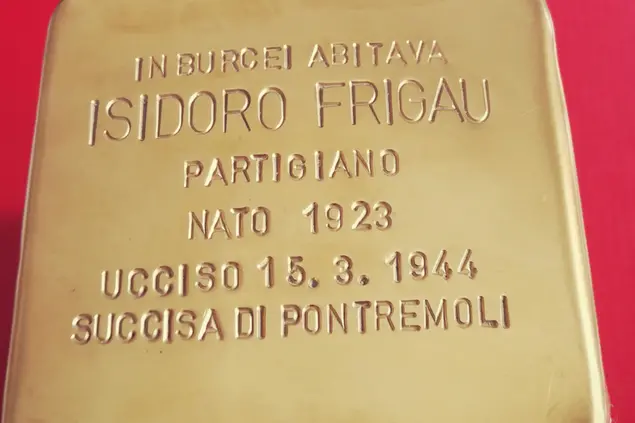 IN BURCEI ABITAVA
ISIDORO FRIGAU
PARTIGIANO
NATO 1923
UCCISO 15.3.1944
SUCCISA DI PONTREMOLI